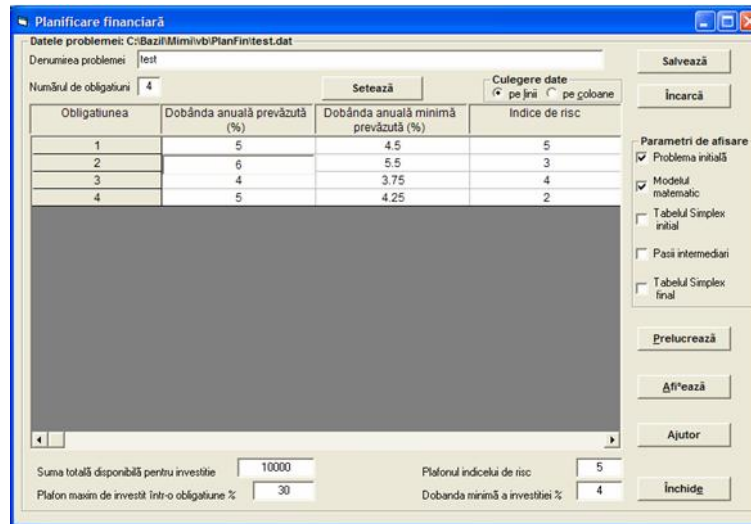 Planificare financiară
Datele problemei: C:\Bazil\Mimi\vb\PlanFin\test.dat
Denumirea problemei test
Numărul de obligatiuni 4
Setează
Culegere date
pe linii pe coloane
Obligatiunea Dobânda anuală prevăzută (%) Dobânda anuală minimă prevăzută (%) Indice de risc
1 5 4.5 5
2 6 5.5 3
3 4 3.75 4
4 5 4.25 2
Suma totală disponibilă pentru investitie 10000
Plafon maxim de investit într-o obligatiune % 30
Plafonul indicelui de risc 5
Dobanda minimă a investitiei % 4
Salvează
Încarcă
Parametri de afisare
Problema initială
Modelul
matematic
Tabelul Simplex
initial
Pasii intermediari
Tabelul Simplex
final
Prelucrează
Afiºează
Ajutor
Închide